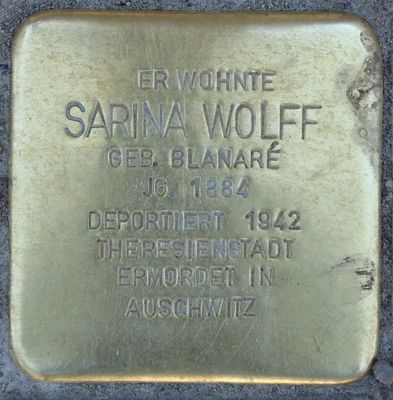 ER WOHNTE
SARINA WOLFF
GEB. BLANARÉ
JG. 1884
DEPORTIERT 1942
THERESIENSTADT
ERMORDET IN
AUSCHWITZ